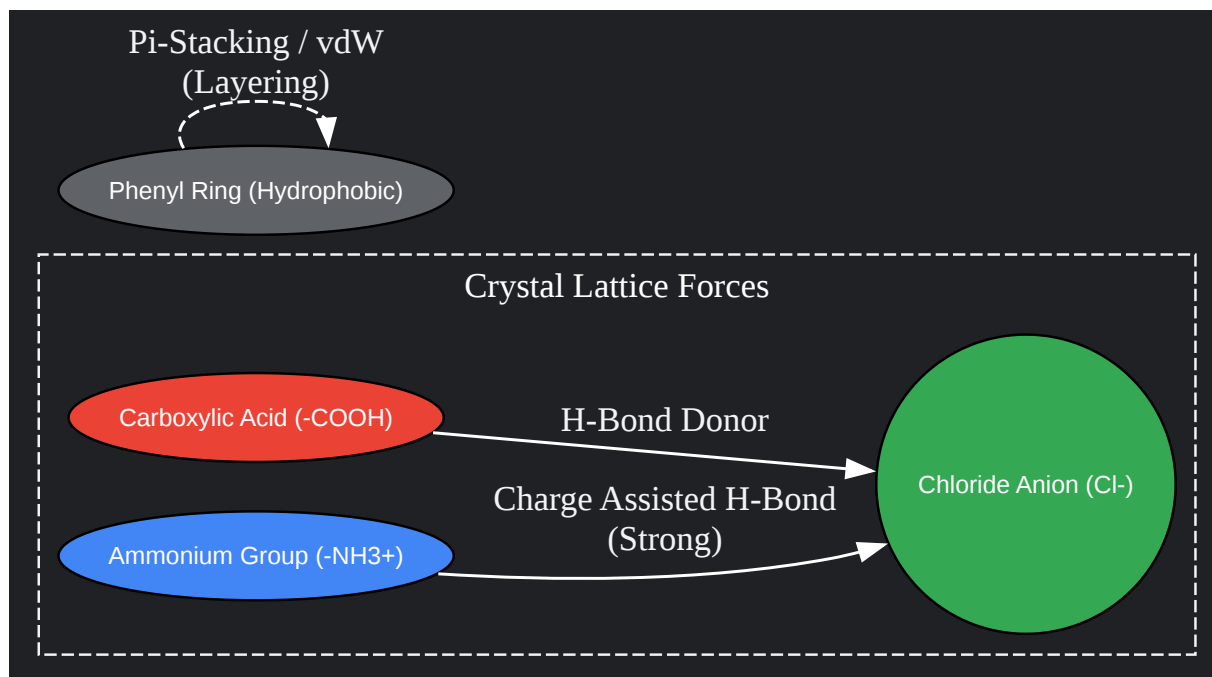 Pi-Stacking / vdW
(Layering)
Phenyl Ring (Hydrophobic)
Crystal Lattice Forces
Carboxylic Acid (-COOH)
H-Bond Donor
Chloride Anion (Cl-)
Charge Assisted H-Bond
(Strong)
Ammonium Group (-NH3+)